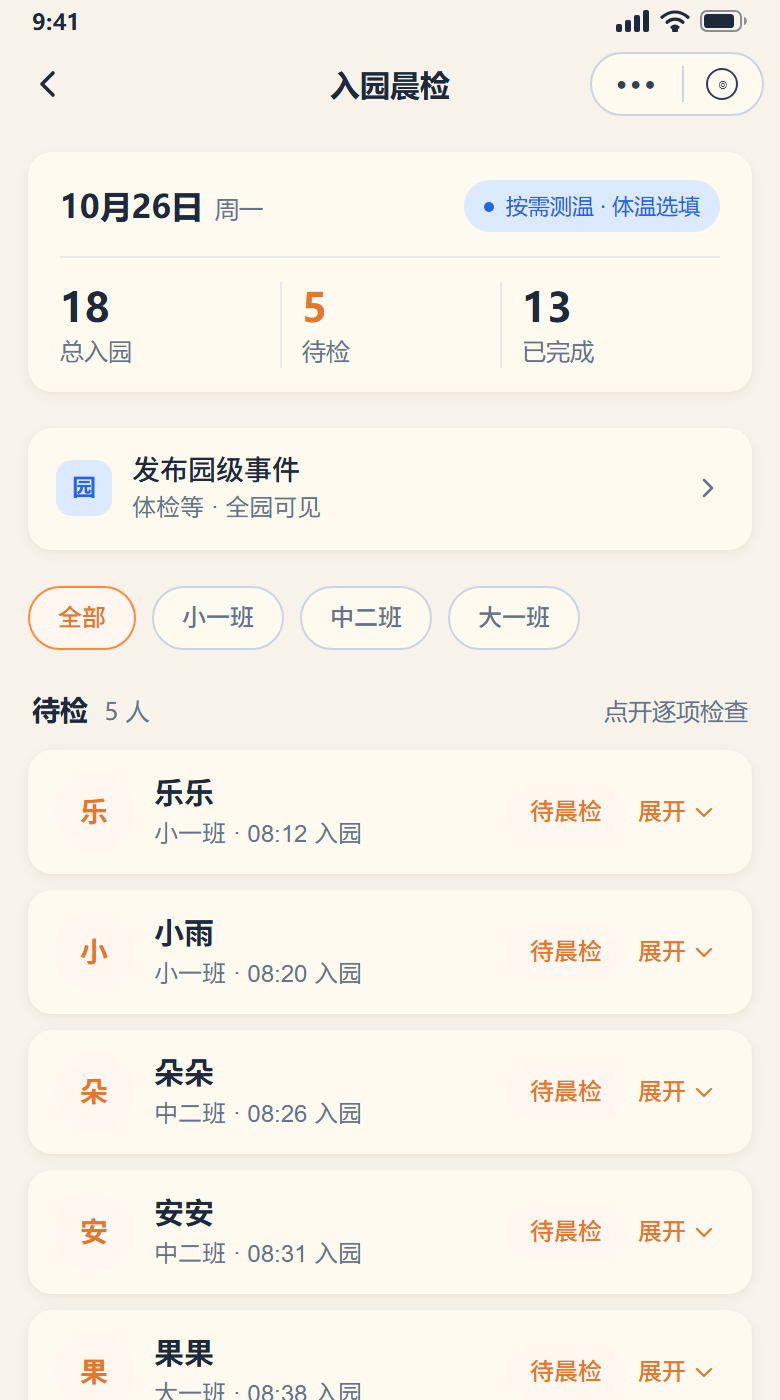 9:41
入园晨检
10月26日 周一
按需测温 · 体温选填
18
总入园
5
待检
13
已完成
园
发布园级事件
体检等 · 全园可见
全部
小一班
中二班
大一班
待检 5 人
点开逐项检查
乐
乐乐
小一班 · 08:12 入园
待晨检
展开
小
小雨
小一班 · 08:20 入园
待晨检
展开
朵
朵朵
中二班 · 08:26 入园
待晨检
展开
安
安安
中二班 · 08:31 入园
待晨检
展开
果
果果
大一班 · 08:38 入园
待晨检
展开